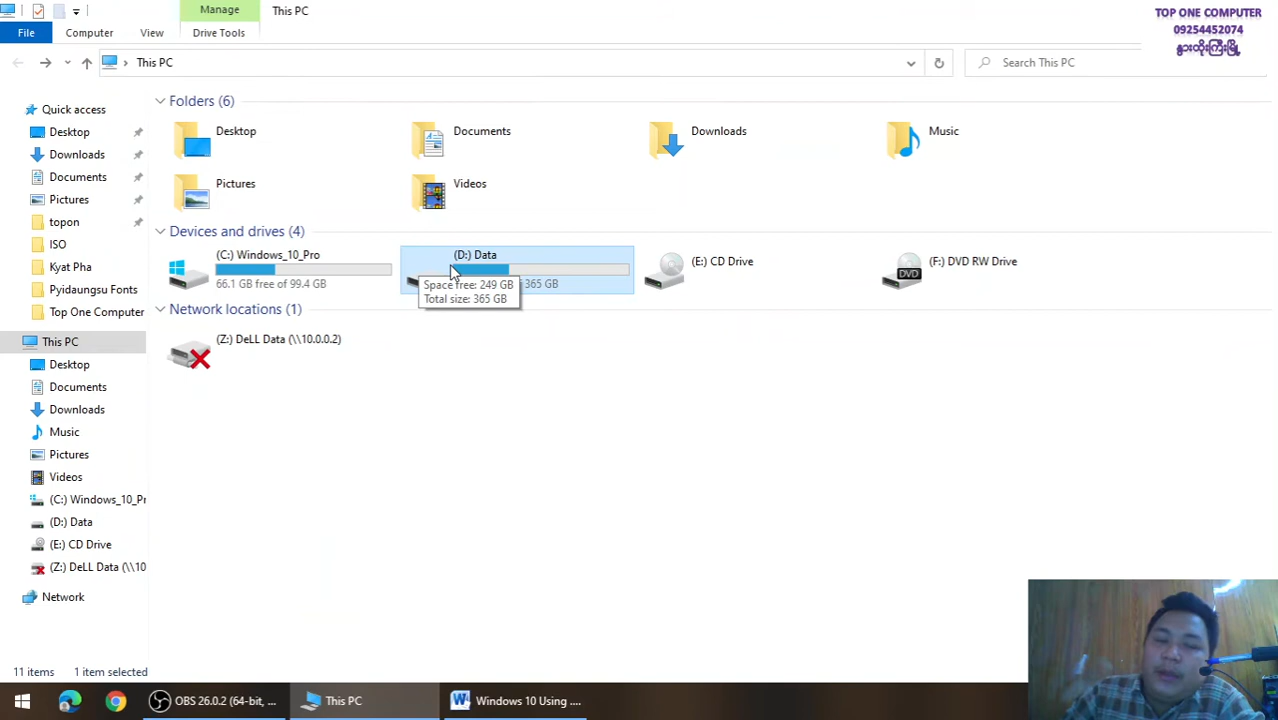 Manage
This PC
TOP ONE COMPUTER
09254452074
နွားထိုးကြီးမြို့
File
Computer
View
Drive Tools
This PC
Search This PC
Quick access
Desktop
Downloads
Documents
Pictures
topon
ISO
Kyat Pha
Pyidaungsu Fonts
Top One Computer
This PC
Desktop
Documents
Downloads
Music
Pictures
Videos
(C:) Windows_10_Pr
(D:) Data
(E:) CD Drive
(Z:) DeLL Data (\\10
Network
Folders (6)
Desktop
Documents
Downloads
Music
Pictures
Videos
Devices and drives (4)
(C:) Windows_10_Pro
66.1 GB free of 99.4 GB
(D:) Data
365 GB
Space free: 249 GB
Total size: 365 GB
(E:) CD Drive
DVD
(F:) DVD RW Drive
Network locations (1)
(Z:) DeLL Data (\\10.0.0.2)
11 items
1 item selected
OBS 26.0.2 (64-bit, ...
This PC
Windows 10 Using ....